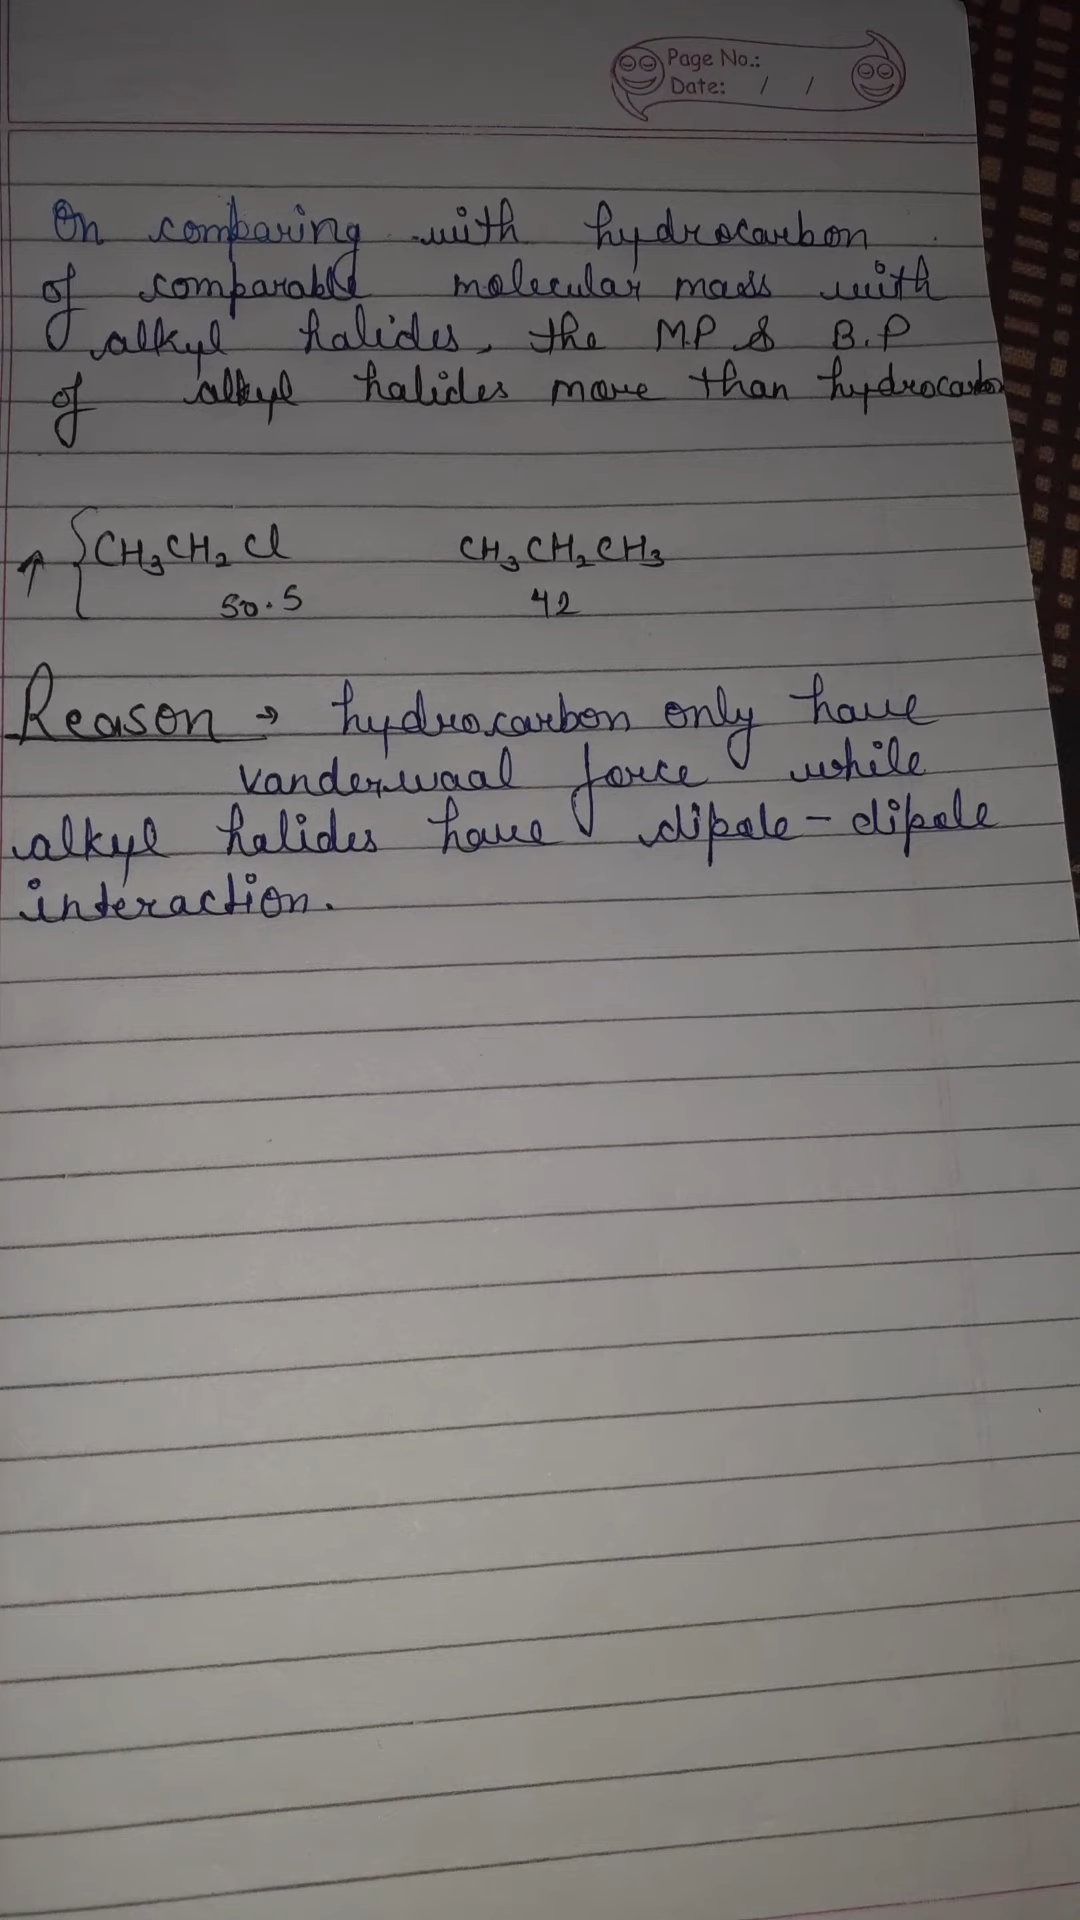 Page No.:
Date: / /
On comparing with hydrocarbon
of comparable molecular mass with
alkyl halides, the M.P & B.P
of alkyl halides more than hydrocarbon
↑ { CH₃CH₂Cl CH₃CH₂CH₃
50.5 42
Reason → hydrocarbon only have
vanderwaal force while
alkyl halides have dipole - dipole
interaction.